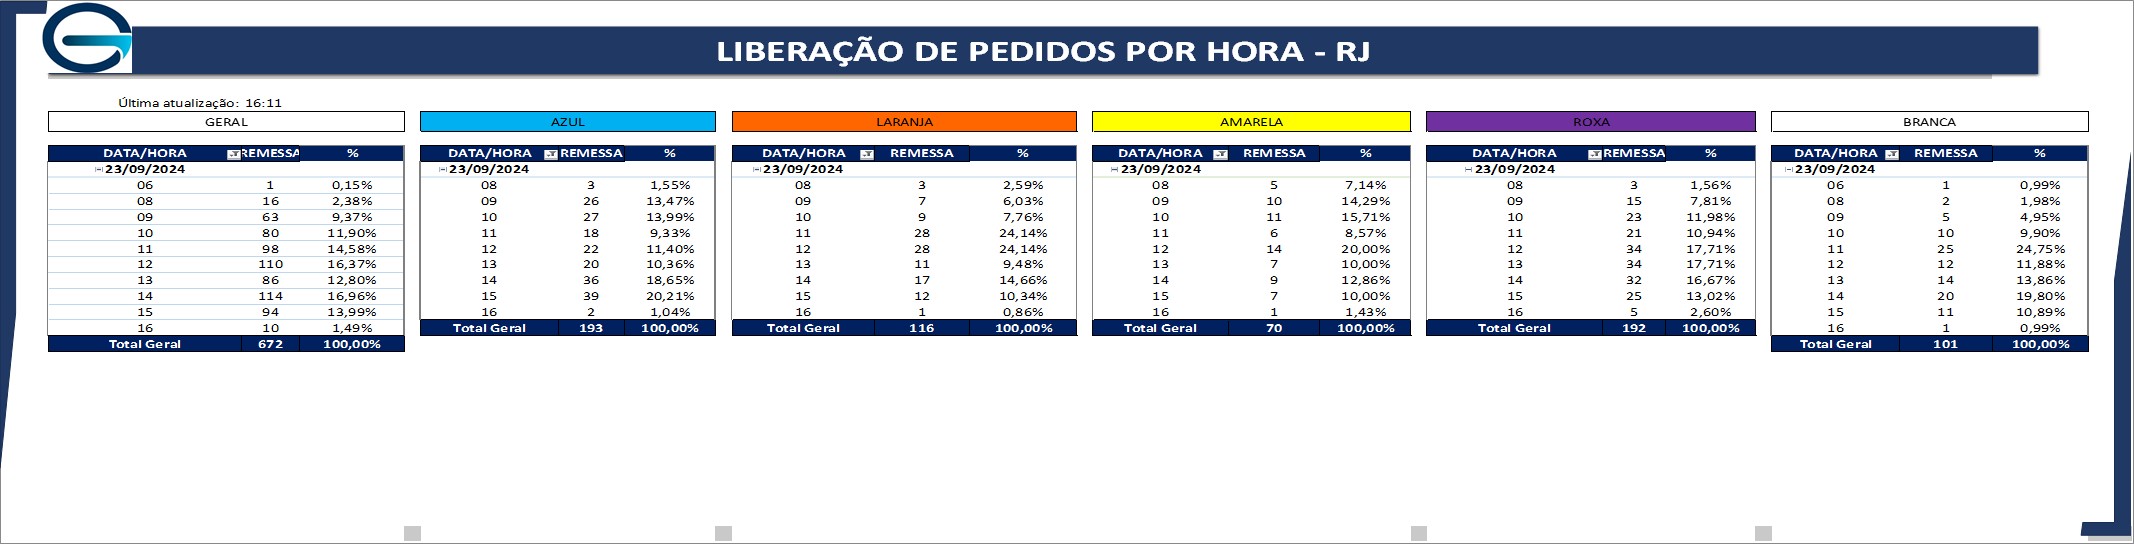 LIBERAÇÃO DE PEDIDOS POR HORA - RJ
Última atualização: 16:11
GERAL
DATA/HORA REMESSA %
23/09/2024
06 1 0,15%
08 16 2,38%
09 63 9,37%
10 80 11,90%
11 98 14,58%
12 110 16,37%
13 86 12,80%
14 114 16,96%
15 94 13,99%
16 10 1,49%
Total Geral 672 100,00%
AZUL
DATA/HORA REMESSA %
23/09/2024
08 3 1,55%
09 26 13,47%
10 27 13,99%
11 18 9,33%
12 22 11,40%
13 20 10,36%
14 36 18,65%
15 39 20,21%
16 2 1,04%
Total Geral 193 100,00%
LARANJA
DATA/HORA REMESSA %
23/09/2024
08 3 2,59%
09 7 6,03%
10 9 7,76%
11 28 24,14%
12 28 24,14%
13 11 9,48%
14 17 14,66%
15 12 10,34%
16 1 0,86%
Total Geral 116 100,00%
AMARELA
DATA/HORA REMESSA %
23/09/2024
08 5 7,14%
09 10 14,29%
10 11 15,71%
11 6 8,57%
12 14 20,00%
13 7 10,00%
14 9 12,86%
15 7 10,00%
16 1 1,43%
Total Geral 70 100,00%
ROXA
DATA/HORA REMESSA %
23/09/2024
08 3 1,56%
09 15 7,81%
10 23 11,98%
11 21 10,94%
12 34 17,71%
13 34 17,71%
14 32 16,67%
15 25 13,02%
16 5 2,60%
Total Geral 192 100,00%
BRANCA
DATA/HORA REMESSA %
23/09/2024
06 1 0,99%
08 2 1,98%
09 5 4,95%
10 10 9,90%
11 25 24,75%
12 12 11,88%
13 14 13,86%
14 20 19,80%
15 11 10,89%
16 1 0,99%
Total Geral 101 100,00%